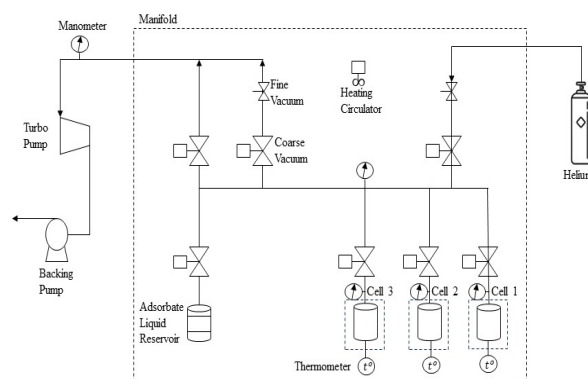 Manifold
Manometer
Fine
Vacuum
Heating
Circulator
Turbo
Pump
Coarse
Vacuum
Helium
Backing
Pump
Adsorbate
Liquid
Reservoir
Cell 3
Cell 2
Cell 1
Thermometer
t°
t°
t°